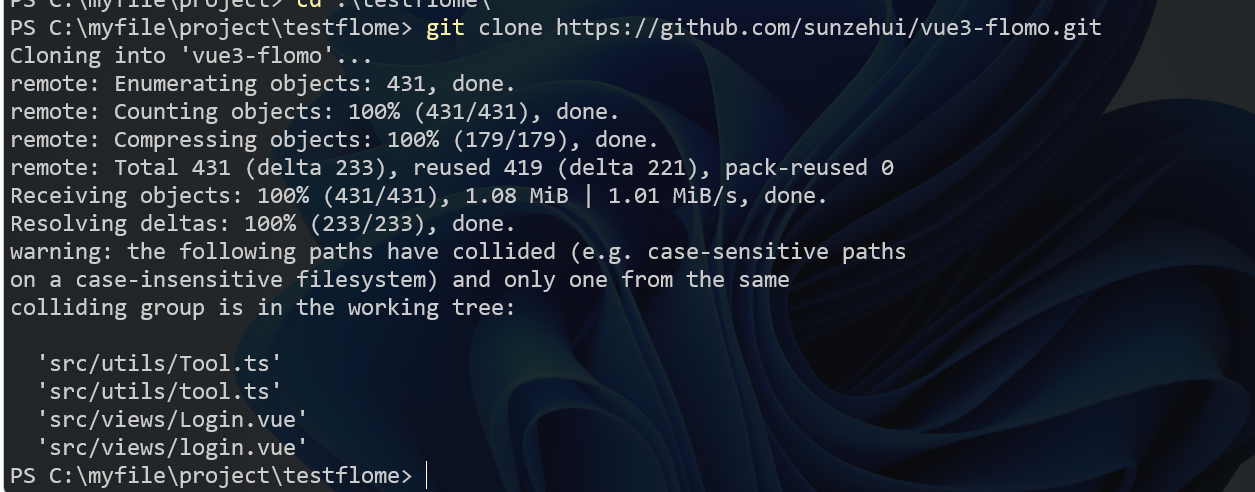 PS C:\myfile\project> cd .\testflome\
PS C:\myfile\project\testflome> git clone https://github.com/sunzehui/vue3-flomo.git
Cloning into 'vue3-flomo'...
remote: Enumerating objects: 431, done.
remote: Counting objects: 100% (431/431), done.
remote: Compressing objects: 100% (179/179), done.
remote: Total 431 (delta 233), reused 419 (delta 221), pack-reused 0
Receiving objects: 100% (431/431), 1.08 MiB | 1.01 MiB/s, done.
Resolving deltas: 100% (233/233), done.
warning: the following paths have collided (e.g. case-sensitive paths
on a case-insensitive filesystem) and only one from the same
colliding group is in the working tree:
'src/utils/Tool.ts'
'src/utils/tool.ts'
'src/views/Login.vue'
'src/views/login.vue'
PS C:\myfile\project\testflome>